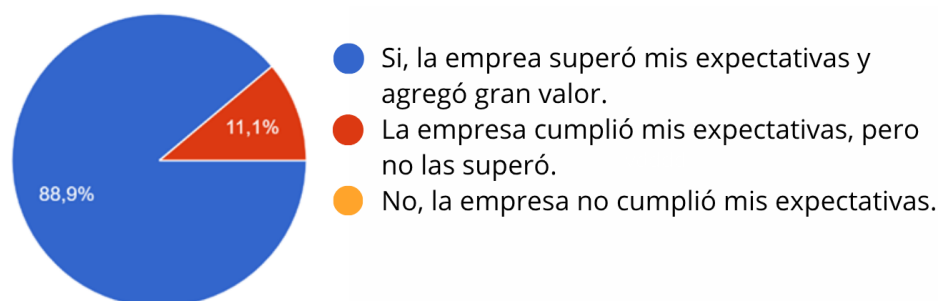 88,9%
11,1%
Si, la emprea superó mis expectativas y
agregó gran valor.
La empresa cumplió mis expectativas, pero
no las superó.
No, la empresa no cumplió mis expectativas.